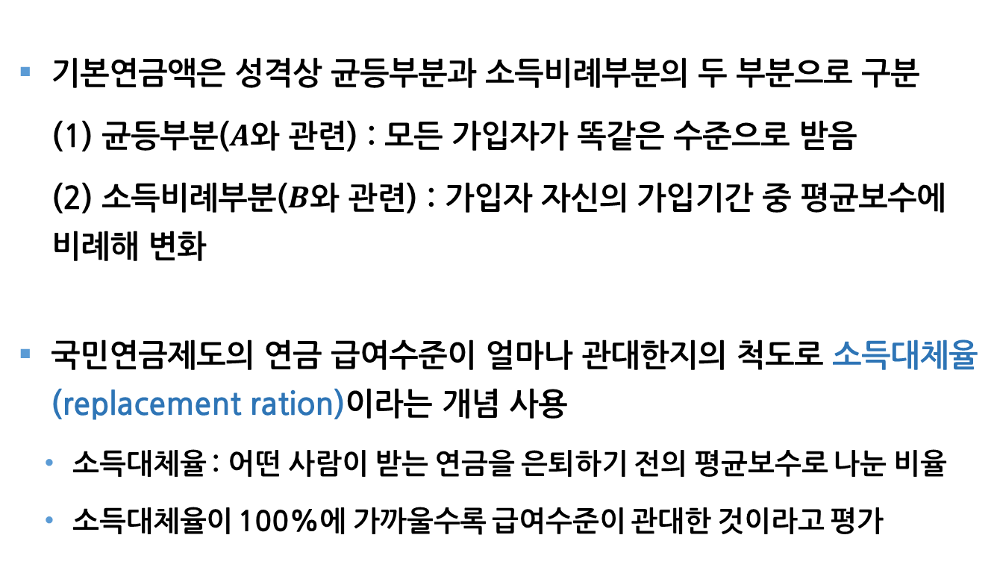 ▪ 기본연금액은 성격상 균등부분과 소득비례부분의 두 부분으로 구분
(1) 균등부분(A와 관련) : 모든 가입자가 똑같은 수준으로 받음
(2) 소득비례부분(B와 관련) : 가입자 자신의 가입기간 중 평균보수에
비례해 변화
▪ 국민연금제도의 연금 급여수준이 얼마나 관대한지의 척도로 소득대체율
(replacement ration)이라는 개념 사용
• 소득대체율 : 어떤 사람이 받는 연금을 은퇴하기 전의 평균보수로 나눈 비율
• 소득대체율이 100%에 가까울수록 급여수준이 관대한 것이라고 평가